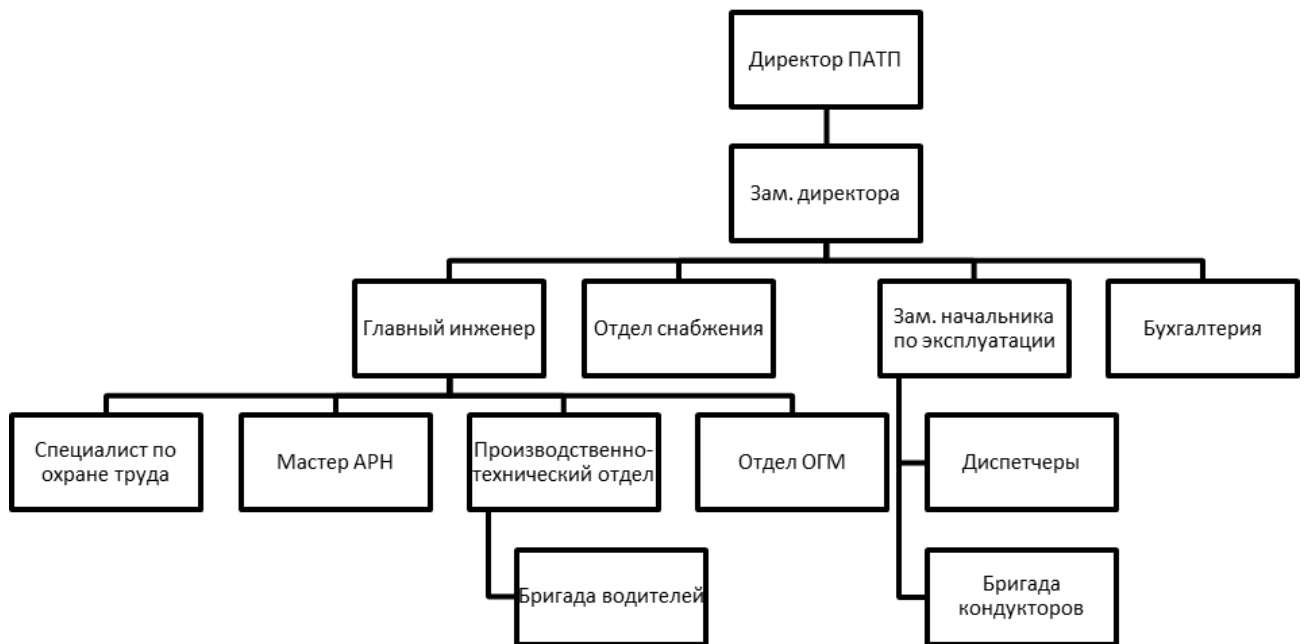 Директор ПАТП
Зам. директора
Главный инженер
Отдел снабжения
Зам. начальника
по эксплуатации
Бухгалтерия
Специалист по
охране труда
Мастер АРН
Производственно-
технический отдел
Отдел ОГМ
Диспетчеры
Бригада водителей
Бригада
кондукторов